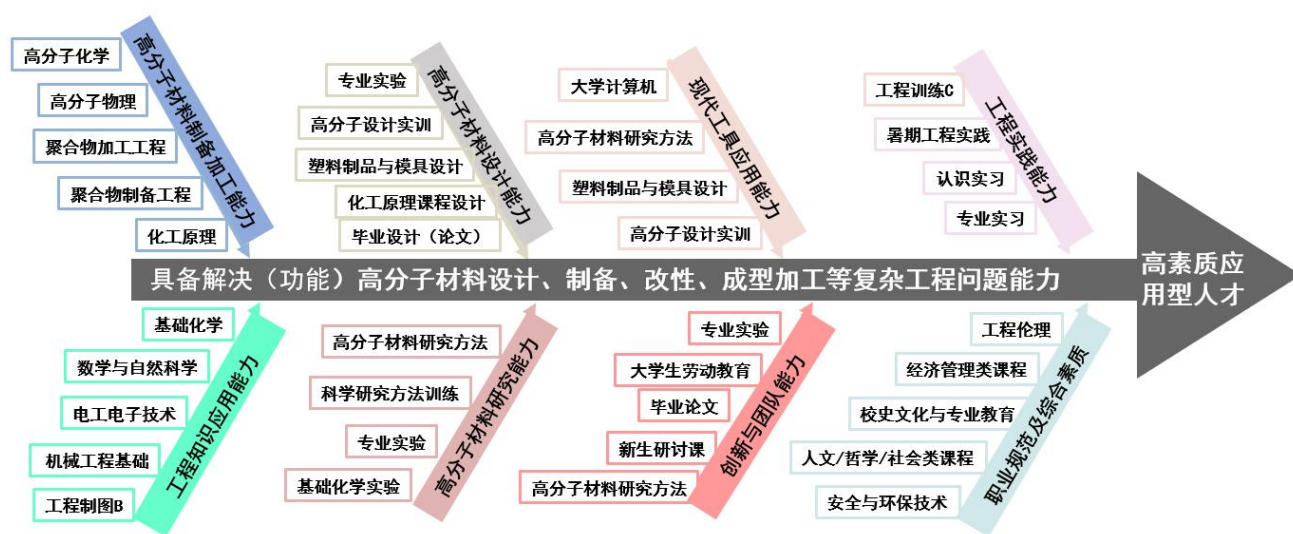 高分子化学
高分子物理
聚合物加工工程
聚合物制备工程
化工原理
高分子材料制备加工能力
专业实验
高分子设计实训
塑料制品与模具设计
化工原理课程设计
毕业设计（论文）
高分子材料设计能力
大学计算机
高分子材料研究方法
塑料制品与模具设计
高分子设计实训
现代工具应用能力
工程训练C
暑期工程实践
认识实习
专业实习
工程实践能力
具备解决（功能）高分子材料设计、制备、改性、成型加工等复杂工程问题能力
高素质应
用型人才
基础化学
数学与自然科学
电工电子技术
机械工程基础
工程制图B
工程知识应用能力
高分子材料研究方法
科学研究方法训练
专业实验
基础化学实验
高分子材料研究能力
专业实验
大学生劳动教育
毕业论文
新生研讨课
高分子材料研究方法
创新与团队能力
工程伦理
经济管理类课程
校史文化与专业教育
人文/哲学/社会类课程
安全与环保技术
职业规范及综合素质